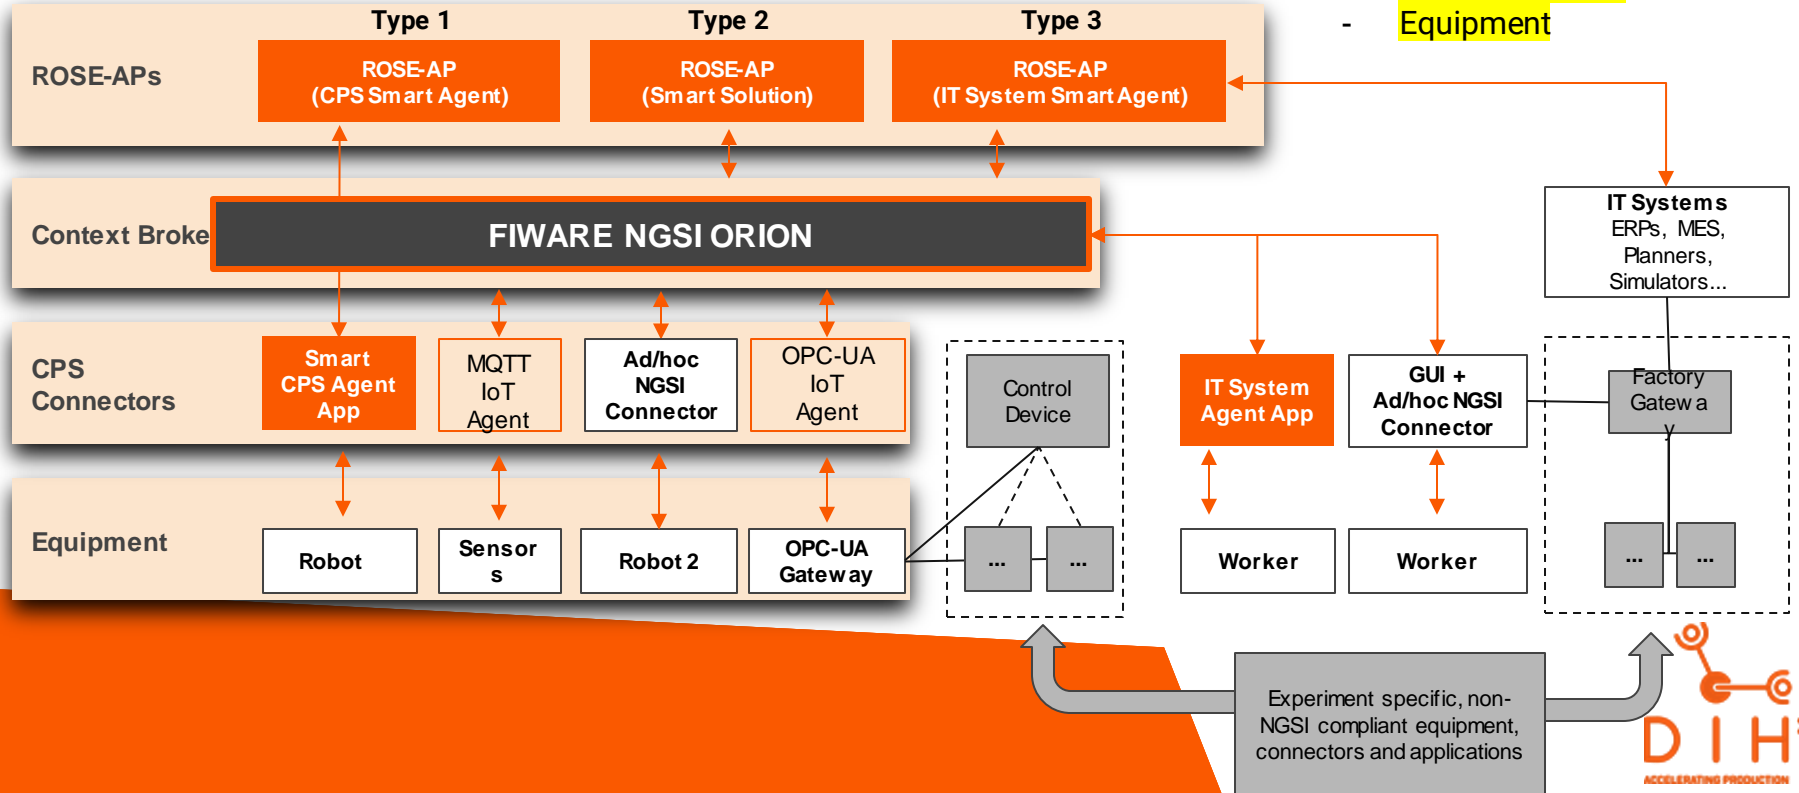 Type 1
Type 2
Type 3
- Equipment
ROSE-APs
ROSE-AP
(CPS Smart Agent)
ROSE-AP
(Smart Solution)
ROSE-AP
(IT System Smart Agent)
Context Broke
FIWARE NGSI ORION
IT Systems
ERPs, MES,
Planners,
Simulators...
CPS
Connectors
Smart
CPS Agent
App
MQTT
IoT
Agent
Ad/hoc
NGSI
Connector
OPC-UA
IoT
Agent
Control
Device
IT System
Agent App
GUI +
Ad/hoc NGSI
Connector
Factory
Gatewa
y
Equipment
Robot
Sensor
s
Robot 2
OPC-UA
Gateway
...
...
Worker
Worker
...
...
Experiment specific, non-
NGSI compliant equipment,
connectors and applications
DIH²
ACCELERATING PRODUCTION